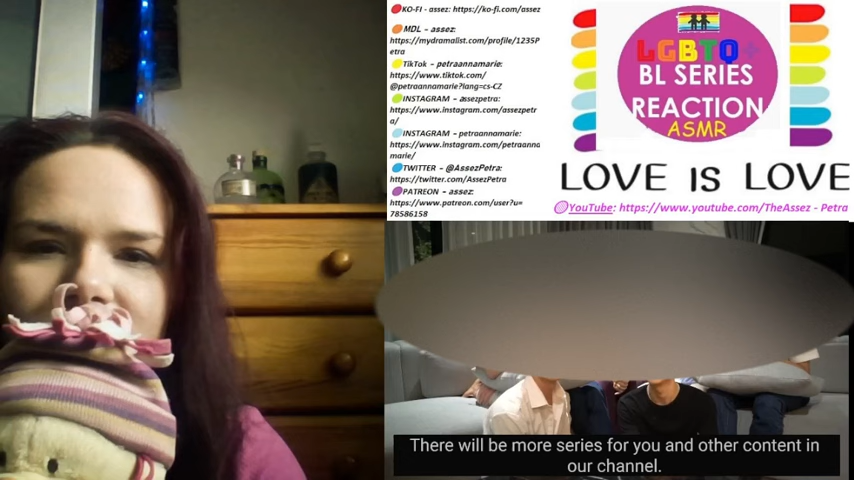 KO-FI - assez: https://ko-fi.com/assez
MDL - assez:
https://mydramalist.com/profile/1235P
etra
TikTok - petraannamarie:
https://www.tiktok.com/
@petraannamarie?lang=cs-CZ
INSTAGRAM - assezpetra:
https://www.instagram.com/assezpetr
a/
INSTAGRAM - petraannamarie:
https://www.instagram.com/petraanna
marie/
TWITTER - @AssezPetra:
https://twitter.com/AssezPetra
PATREON - assez:
https://www.patreon.com/user?u=
78586158
LGBTQ+
BL SERIES
REACTION
ASMR
LOVE IS LOVE
YouTube: https://www.youtube.com/TheAssez - Petra
There will be more series for you and other content in
our channel.